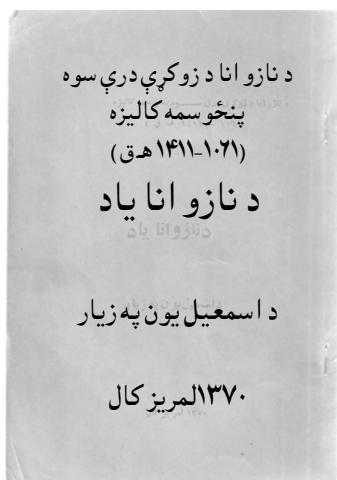 د نازو انا د زوکړې درې سوه
پنځوسمه کالیزه
(۱۰۶۱-۱۴۱۱ هـ ق)
د نازو انا یاد
د اسمعیل یون په زیار
۱۳۷۰ لمریز کال